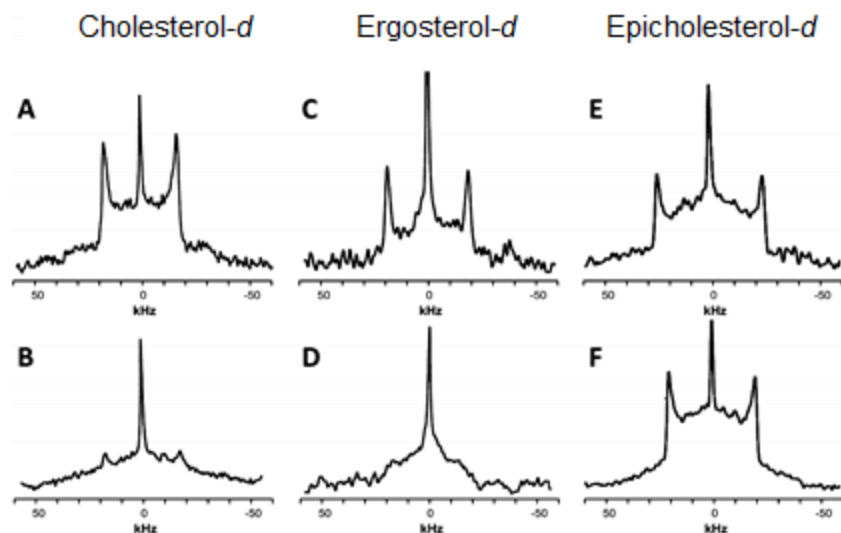 Cholesterol-d Ergosterol-d Epicholesterol-d
A C E
50 0 -50 50 0 -50 50 0 -50
kHz kHz kHz
B D F
50 0 -50 50 0 -50 50 0 -50
kHz kHz kHz